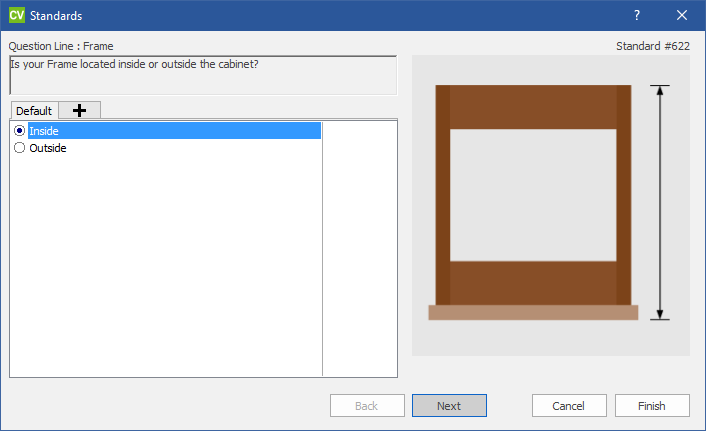 CV Standards
Question Line : Frame
Standard #622
Is your Frame located inside or outside the cabinet?
Default
Inside
Outside
Back
Next
Cancel
Finish